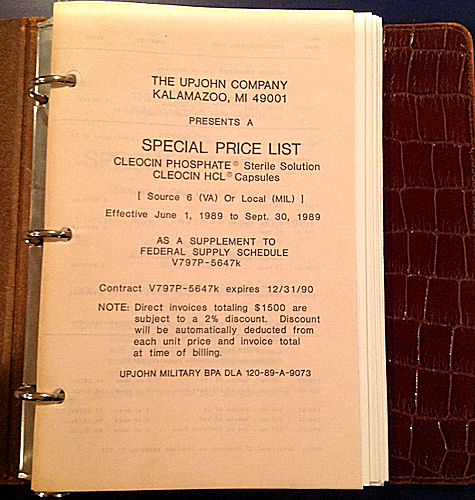 THE UPJOHN COMPANY
KALAMAZOO, MI 49001
PRESENTS A
SPECIAL PRICE LIST
CLEOCIN PHOSPHATE® Sterile Solution
CLEOCIN HCL® Capsules
[ Source 6 (VA) Or Local (MIL) ]
Effective June 1, 1989 to Sept. 30, 1989
AS A SUPPLEMENT TO
FEDERAL SUPPLY SCHEDULE
V797P-5647k
Contract V797P-5647k expires 12/31/90
NOTE: Direct invoices totaling $1500 are
subject to a 2% discount. Discount
will be automatically deducted from
each unit price and invoice total
at time of billing.
UPJOHN MILITARY BPA DLA 120-89-A-9073